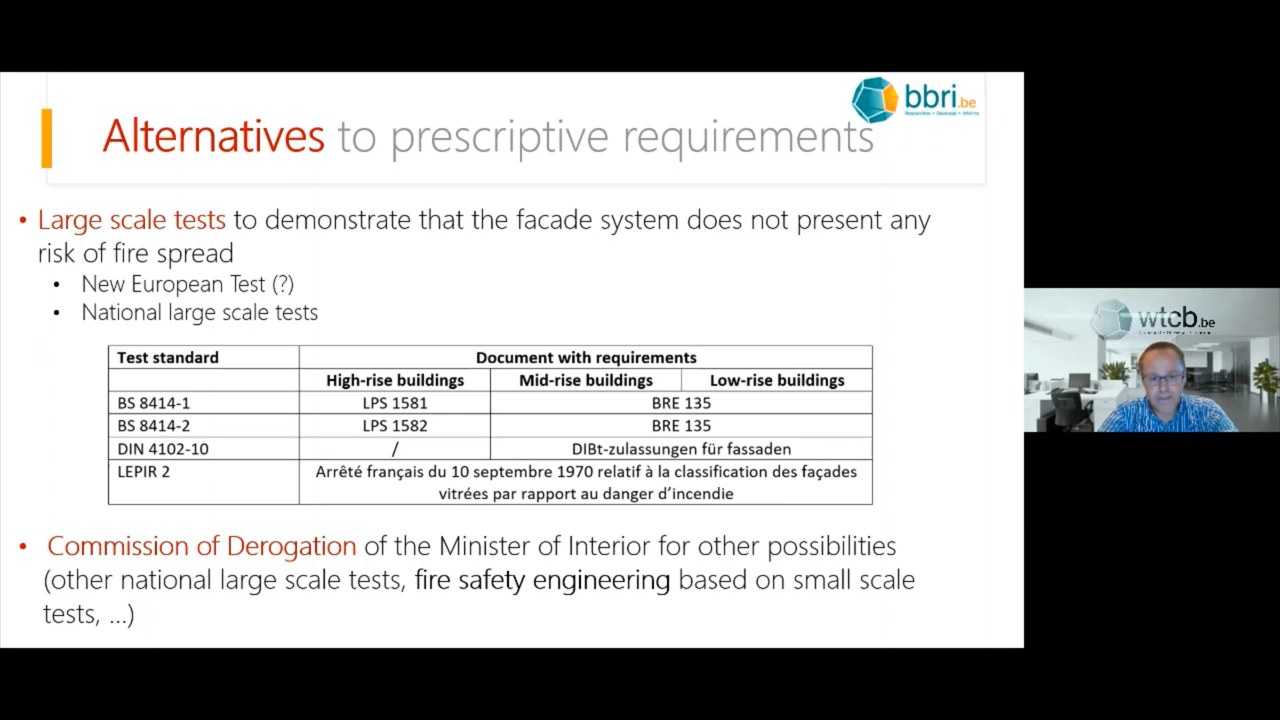 bbri.be
Researches • Develops • Informs
Alternatives to prescriptive requirements
• Large scale tests to demonstrate that the facade system does not present any
risk of fire spread
• New European Test (?)
• National large scale tests
Test standard Document with requirements
High-rise buildings Mid-rise buildings Low-rise buildings
BS 8414-1 LPS 1581 BRE 135
BS 8414-2 LPS 1582 BRE 135
DIN 4102-10 / DIBt-zulassungen für fassaden
LEPIR 2 Arrêté français du 10 septembre 1970 relatif à la classification des façades
vitrées par rapport au danger d'incendie
• Commission of Derogation of the Minister of Interior for other possibilities
(other national large scale tests, fire safety engineering based on small scale
tests, ...)
wtcb.be